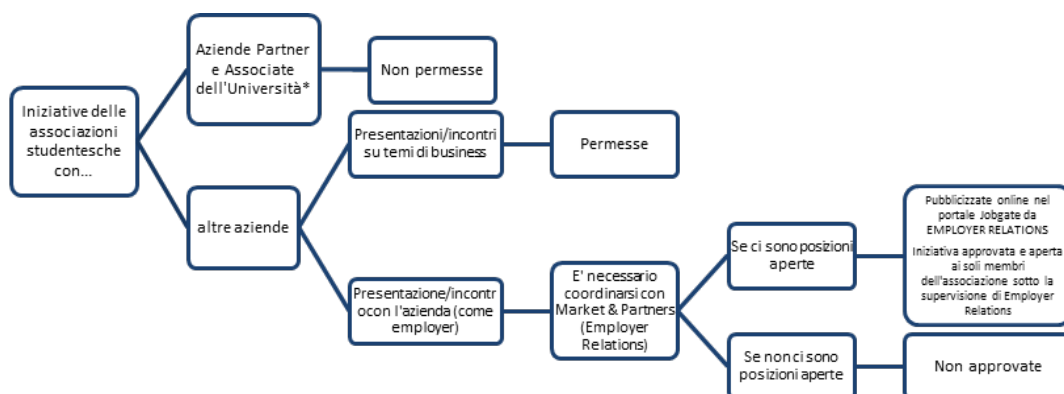 Iniziative delle
associazioni
studentesche
con...
Aziende Partner
e Associate
dell'Università*
Non permesse
altre aziende
Presentazioni/incontri
su temi di business
Permesse
Presentazione/incontr
ocon l'azienda (come
employer)
E' necessario
coordinarsi con
Market & Partners
(Employer
Relations)
Se ci sono posizioni
aperte
Pubblicizzate online nel
portale Jobgate da
EMPLOYER RELATIONS
Iniziativa approvata e aperta
ai soli membri
dell'associazione sotto la
supervisione di Employer
Relations
Se non ci sono
posizioni aperte
Non approvate